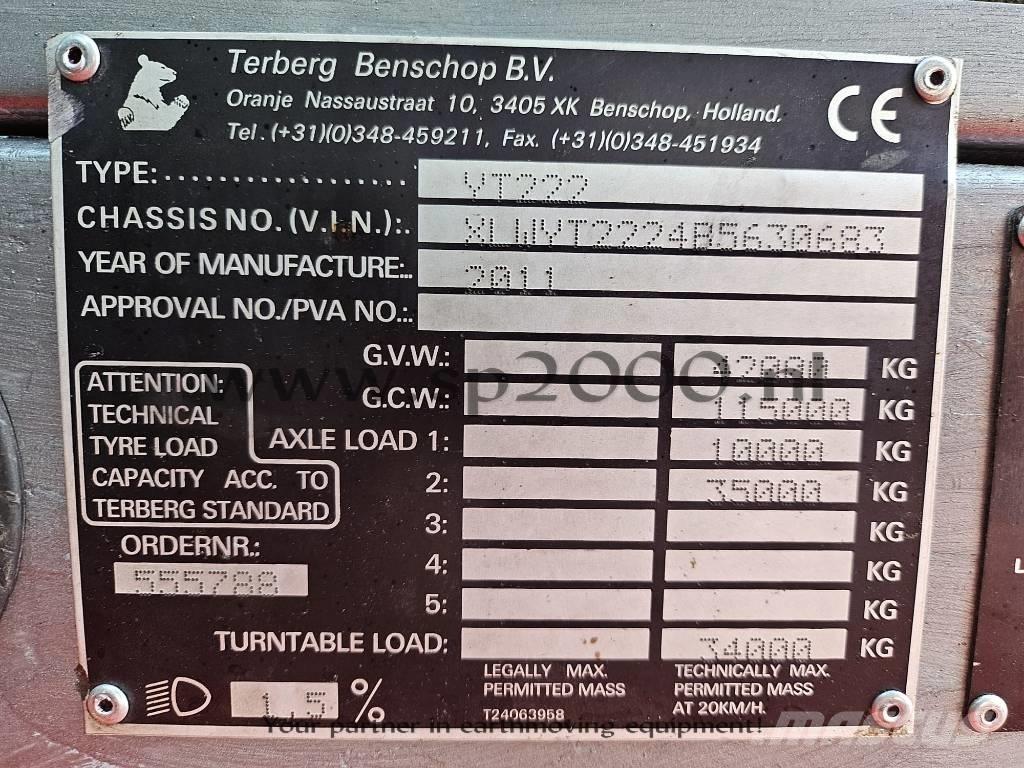 Terberg Benschop B.V.
Oranje Nassaustraat 10, 3405 XK Benschop, Holland.
Tel.(+31)(0)348-459211, Fax. (+31)(0)348-451934
CE
TYPE:.................. YT222
CHASSIS NO. (V.I.N.):. XLWYT2224B5630683
YEAR OF MANUFACTURE:.. 2011
APPROVAL NO./PVA NO.:.
G.V.W.: 42000 KG
www.sp2000.nl
G.C.W.: 115000 KG
ATTENTION:
TECHNICAL
TYRE LOAD
CAPACITY ACC. TO
TERBERG STANDARD
AXLE LOAD 1: 10000 KG
2: 35000 KG
3: KG
4: KG
5: KG
ORDERNR.:
555788
TURNTABLE LOAD: 34000 KG
LEGALLY MAX.
PERMITTED MASS
T24063958
TECHNICALLY MAX.
PERMITTED MASS
AT 20KM/H.
1.5 %
Your partner in earthmoving equipment!
MASCUS
L